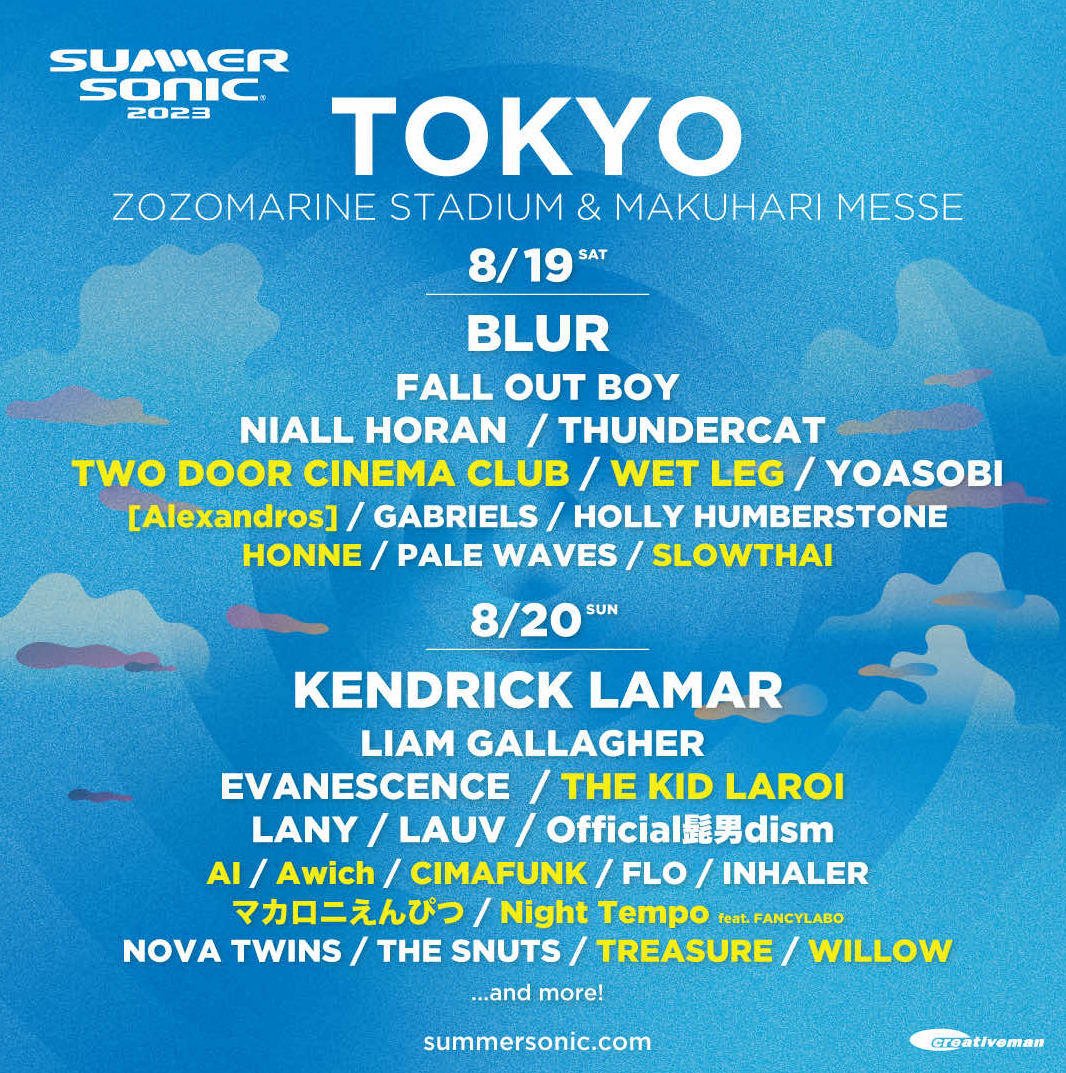 SUMMER
SONIC®
2023
TOKYO
ZOZOMARINE STADIUM & MAKUHARI MESSE
8/19 SAT
BLUR
FALL OUT BOY
NIALL HORAN / THUNDERCAT
TWO DOOR CINEMA CLUB / WET LEG / YOASOBI
[Alexandros] / GABRIELS / HOLLY HUMBERSTONE
HONNE / PALE WAVES / SLOWTHAI
8/20 SUN
KENDRICK LAMAR
LIAM GALLAGHER
EVANESCENCE / THE KID LAROI
LANY / LAUV / Official髭男dism
AI / Awich / CIMAFUNK / FLO / INHALER
マカロニえんぴつ / Night Tempo feat. FANCYLABO
NOVA TWINS / THE SNUTS / TREASURE / WILLOW
...and more!
summersonic.com
creativeman